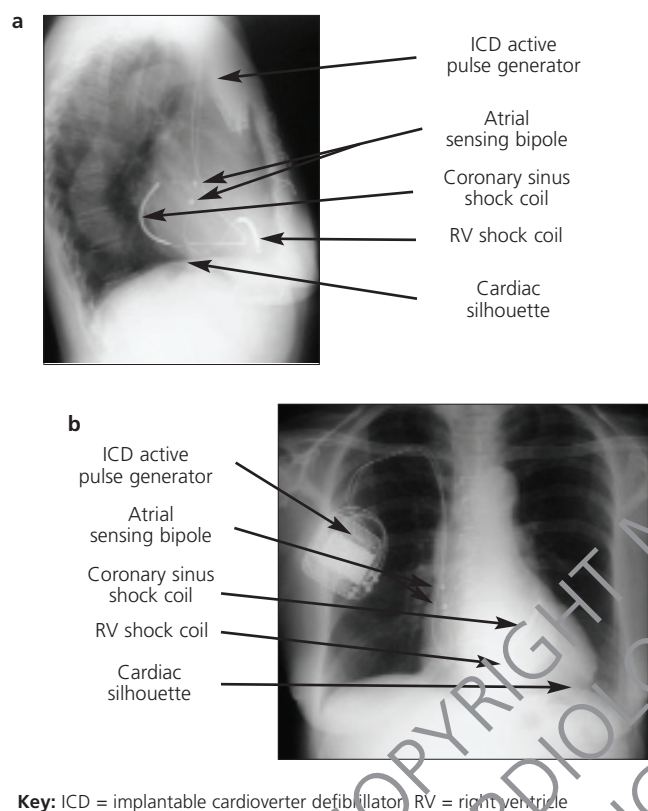 a
ICD active
pulse generator
Atrial
sensing bipole
Coronary sinus
shock coil
RV shock coil
Cardiac
silhouette
b
ICD active
pulse generator
Atrial
sensing bipole
Coronary sinus
shock coil
RV shock coil
Cardiac
silhouette
COPYRIGHT
Key: ICD = implantable cardioverter defibrillator, RV = right ventricle